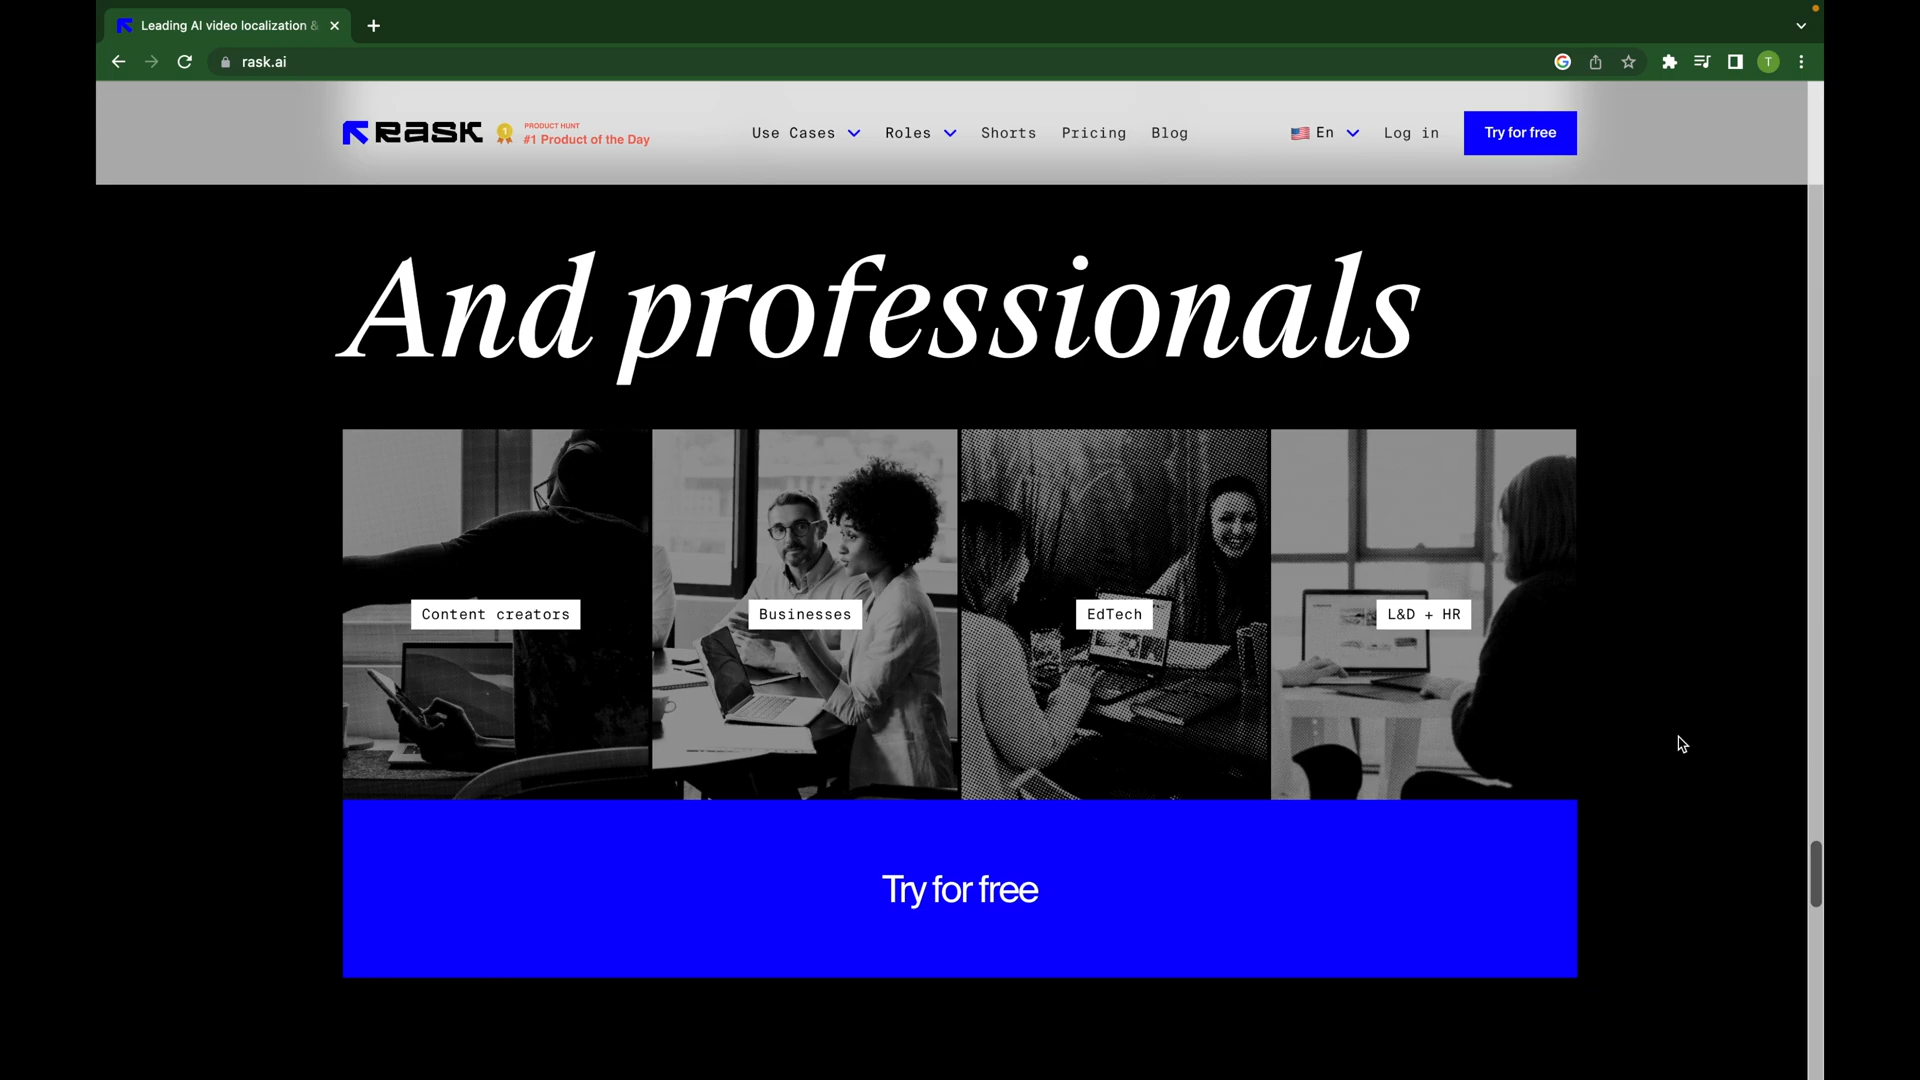 Leading AI video localization &
rask.ai
T
RASK
1
PRODUCT HUNT
#1 Product of the Day
Use Cases
Roles
Shorts
Pricing
Blog
En
Log in
Try for free
And professionals
Content creators
Businesses
EdTech
L&D + HR
Try for free